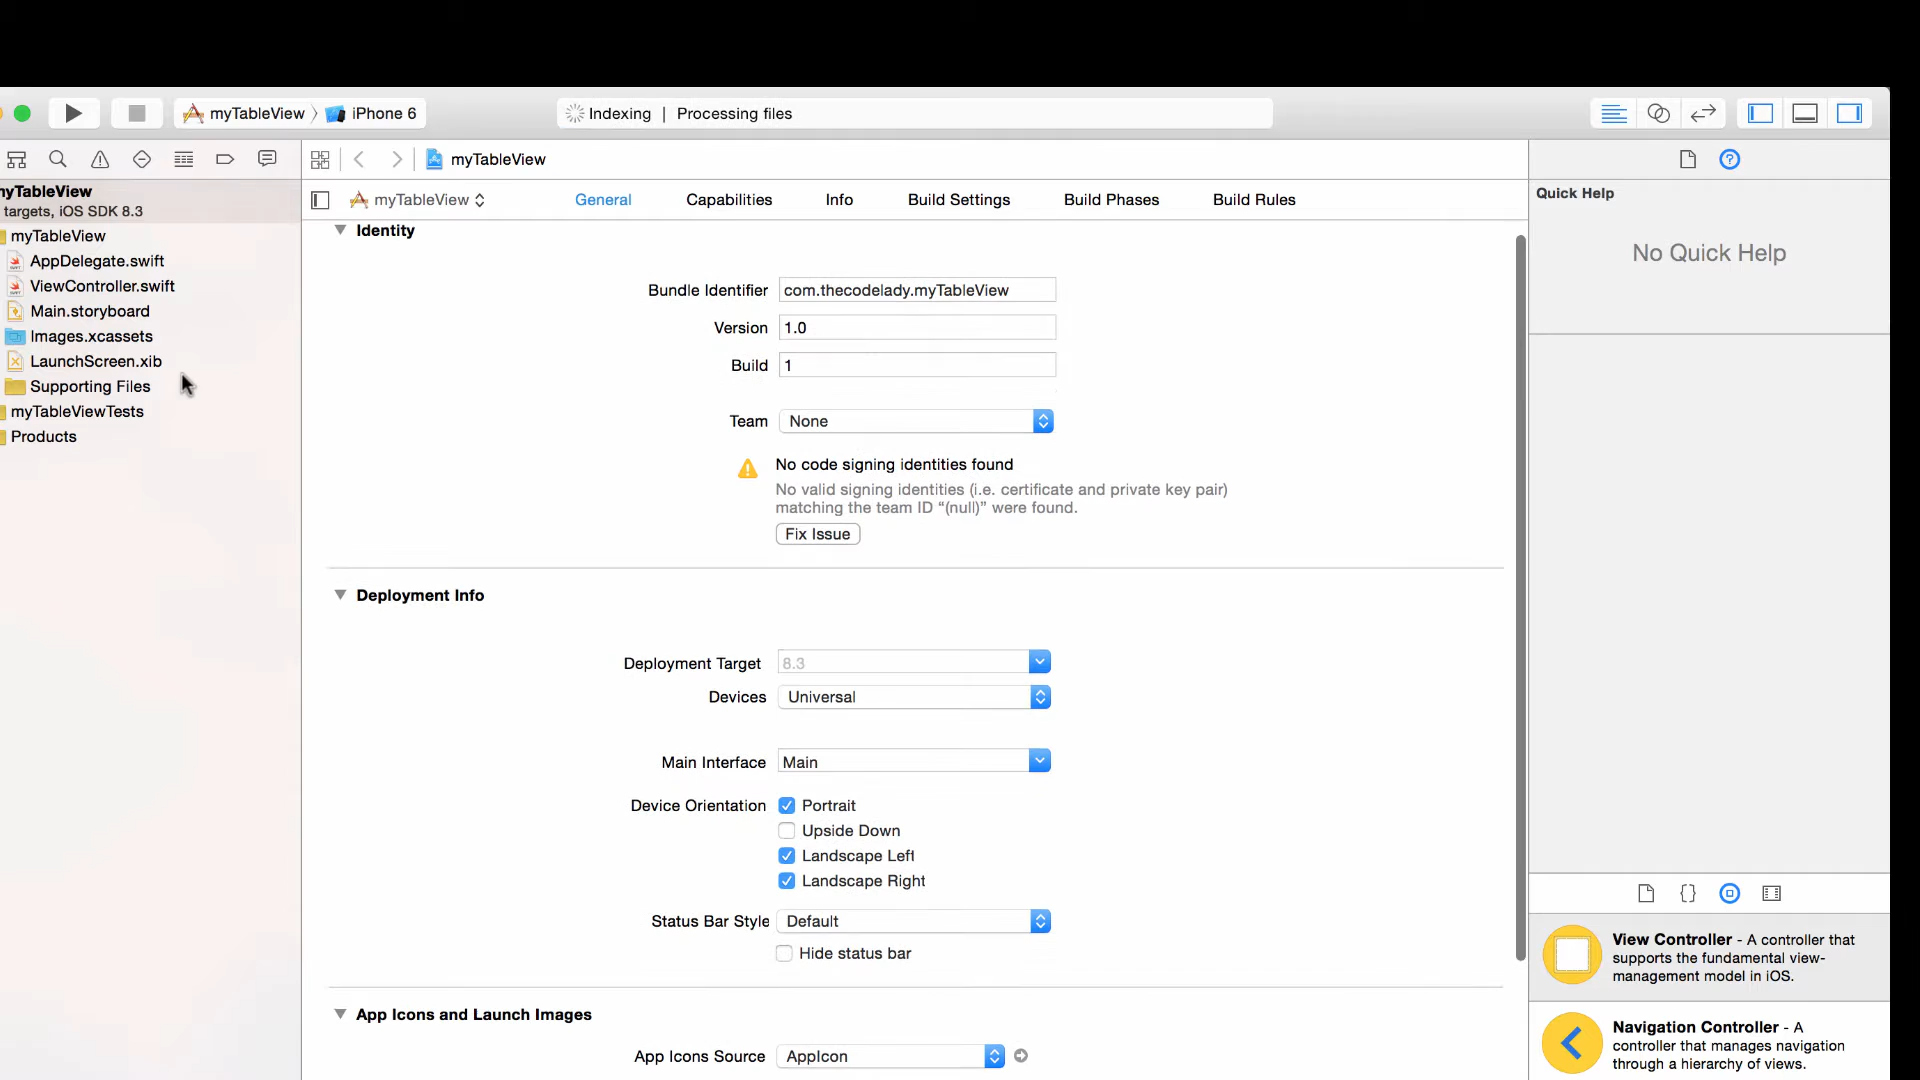 myTableView 〉 iPhone 6
Indexing | Processing files
myTableView
myTableView
targets, iOS SDK 8.3
myTableView
AppDelegate.swift
ViewController.swift
Main.storyboard
Images.xcassets
LaunchScreen.xib
Supporting Files
myTableViewTests
Products
myTableView General Capabilities Info Build Settings Build Phases Build Rules
Identity
Bundle Identifier com.thecodelady.myTableView
Version 1.0
Build 1
Team None
No code signing identities found
No valid signing identities (i.e. certificate and private key pair)
matching the team ID “(null)” were found.
Fix Issue
Deployment Info
Deployment Target 8.3
Devices Universal
Main Interface Main
Device Orientation Portrait
Upside Down
Landscape Left
Landscape Right
Status Bar Style Default
Hide status bar
App Icons and Launch Images
App Icons Source AppIcon
Quick Help
No Quick Help
{}
View Controller - A controller that
supports the fundamental view-
management model in iOS.
Navigation Controller - A
controller that manages navigation
through a hierarchy of views.